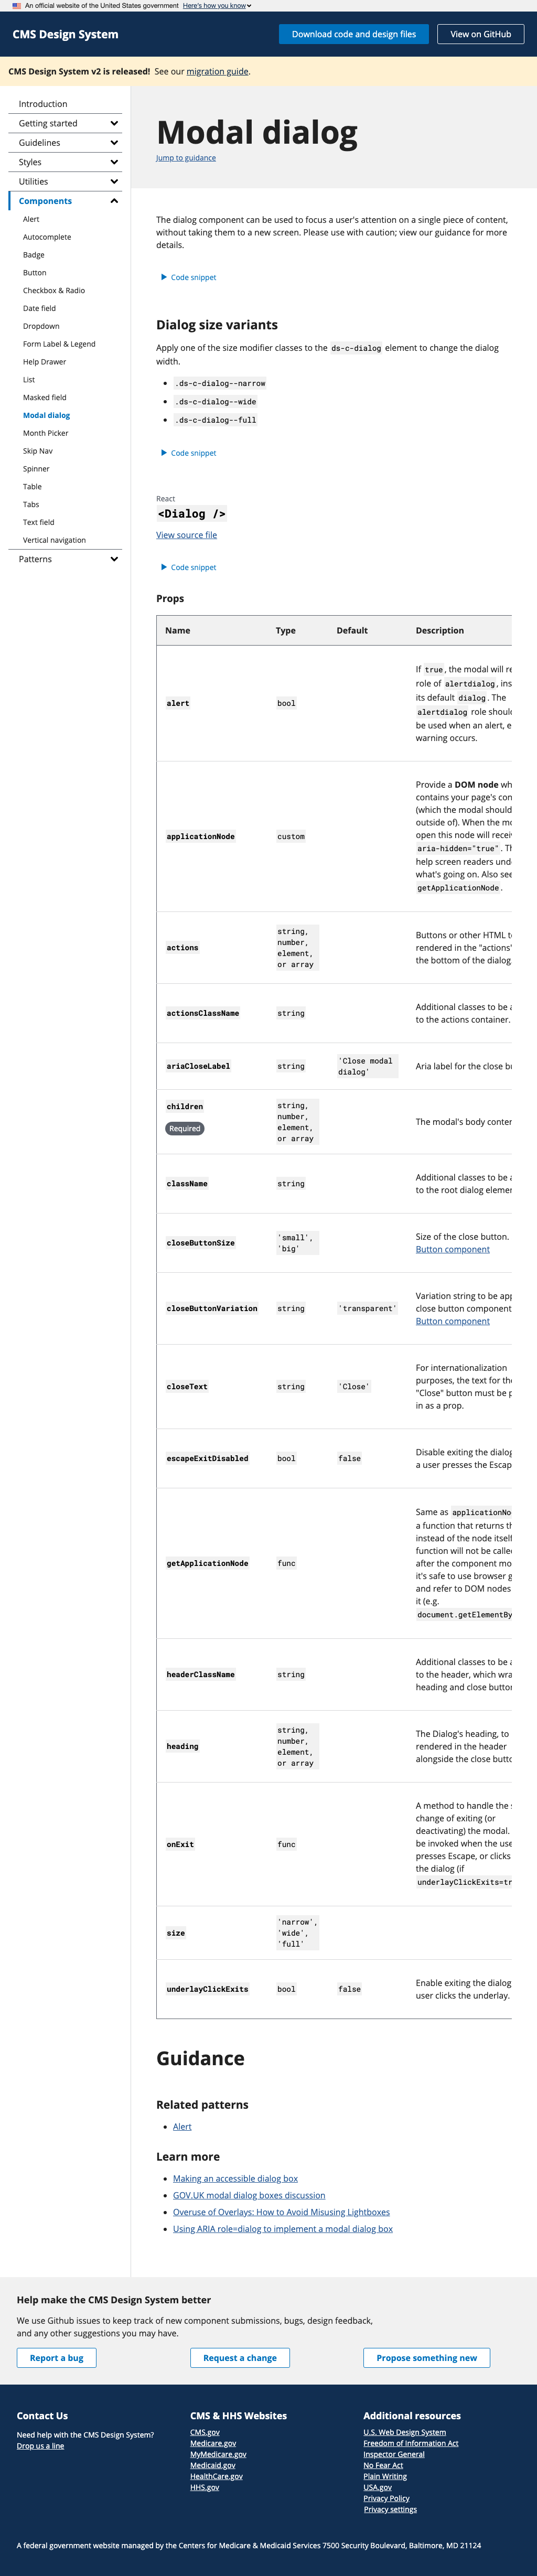 An official website of the United States government Here's how you know
CMS Design System
Download code and design files
View on GitHub
CMS Design System v2 is released! See our migration guide.
Introduction
Getting started
Guidelines
Styles
Utilities
Components
Alert
Autocomplete
Badge
Button
Checkbox & Radio
Date field
Dropdown
Form Label & Legend
Help Drawer
List
Masked field
Modal dialog
Month Picker
Skip Nav
Spinner
Table
Tabs
Text field
Vertical navigation
Patterns
Modal dialog
Jump to guidance
The dialog component can be used to focus a user's attention on a single piece of content,
without taking them to a new screen. Please use with caution; view our guidance for more
details.
Code snippet
Dialog size variants
Apply one of the size modifier classes to the ds-c-dialog element to change the dialog
width.
.ds-c-dialog--narrow
.ds-c-dialog--wide
.ds-c-dialog--full
Code snippet
React
<Dialog />
View source file
Code snippet
Props
Name Type Default Description
alert
bool
If true, the modal will re
role of alertdialog, ins
its default dialog. The
alertdialog role shoul
be used when an alert, e
warning occurs.
applicationNode
custom
Provide a DOM node wh
contains your page's con
(which the modal should
outside of). When the mo
open this node will recei
aria-hidden="true". Th
help screen readers und
what's going on. Also see
getApplicationNode.
actions
string,
number,
element,
or array
Buttons or other HTML t
rendered in the "actions"
the bottom of the dialog
actionsClassName
string
Additional classes to be a
to the actions container.
ariaCloseLabel
string
'Close modal
dialog'
Aria label for the close bu
children
Required
string,
number,
element,
or array
The modal's body conten
className
string
Additional classes to be a
to the root dialog elemen
closeButtonSize
'small',
'big'
Size of the close button.
Button component
closeButtonVariation
string
'transparent'
Variation string to be app
close button component
Button component
closeText
string
'Close'
For internationalization
purposes, the text for the
"Close" button must be p
in as a prop.
escapeExitDisabled
bool
false
Disable exiting the dialog
a user presses the Escap
getApplicationNode
func
Same as applicationNo
a function that returns th
instead of the node itself
function will not be called
after the component mo
it's safe to use browser g
and refer to DOM nodes
it (e.g.
document.getElementBy
headerClassName
string
Additional classes to be a
to the header, which wra
heading and close button
heading
string,
number,
element,
or array
The Dialog's heading, to
rendered in the header
alongside the close butto
onExit
func
A method to handle the s
change of exiting (or
deactivating) the modal.
be invoked when the use
presses Escape, or clicks
the dialog (if
underlayClickExits=tr
size
'narrow',
'wide',
'full'
underlayClickExits
bool
false
Enable exiting the dialog
user clicks the underlay.
Guidance
Related patterns
Alert
Learn more
Making an accessible dialog box
GOV.UK modal dialog boxes discussion
Overuse of Overlays: How to Avoid Misusing Lightboxes
Using ARIA role=dialog to implement a modal dialog box
Help make the CMS Design System better
We use Github issues to keep track of new component submissions, bugs, design feedback,
and any other suggestions you may have.
Report a bug
Request a change
Propose something new
Contact Us
Need help with the CMS Design System?
Drop us a line
CMS & HHS Websites
CMS.gov
Medicare.gov
MyMedicare.gov
Medicaid.gov
HealthCare.gov
HHS.gov
Additional resources
U.S. Web Design System
Freedom of Information Act
Inspector General
No Fear Act
Plain Writing
USA.gov
Privacy Policy
Privacy settings
A federal government website managed by the Centers for Medicare & Medicaid Services 7500 Security Boulevard, Baltimore, MD 21124